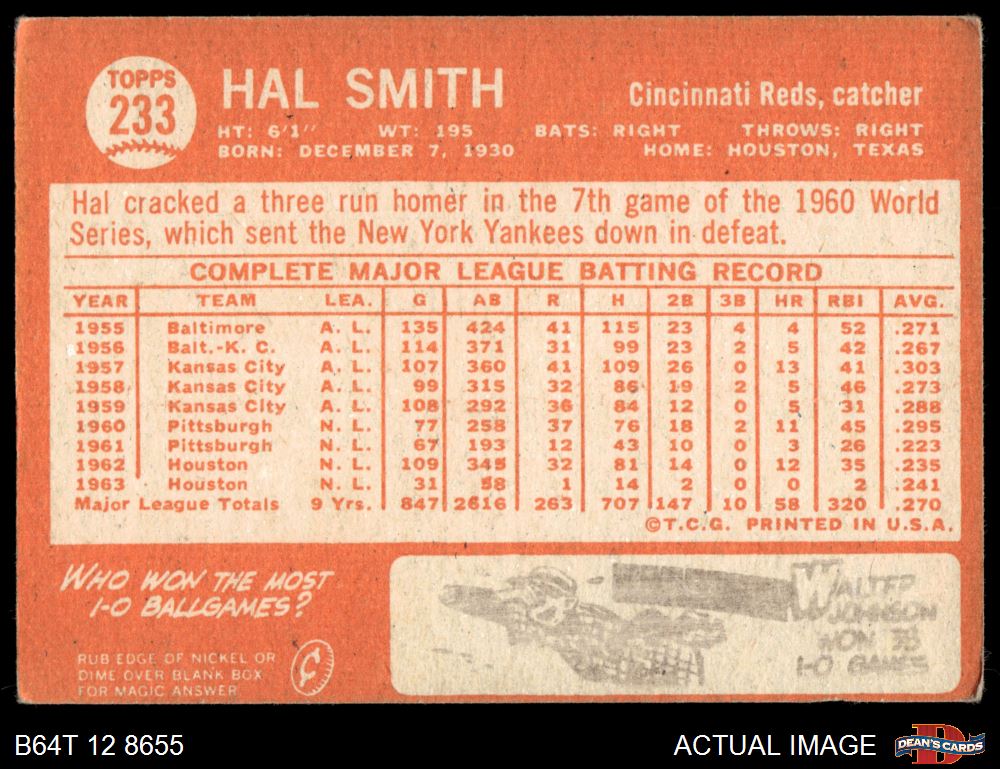 TOPPS
233
HAL SMITH
Cincinnati Reds, catcher
HT: 6'1" WT: 195 BATS: RIGHT THROWS: RIGHT
BORN: DECEMBER 7, 1930 HOME: HOUSTON, TEXAS
Hal cracked a three run homer in the 7th game of the 1960 World
Series, which sent the New York Yankees down in defeat.
COMPLETE MAJOR LEAGUE BATTING RECORD
YEAR TEAM LEA. G AB R H 2B 3B HR RBI AVG.
1955 Baltimore A. L. 135 424 41 115 23 4 4 52 .271
1956 Balt.-K. C. A. L. 114 371 31 99 23 2 5 42 .267
1957 Kansas City A. L. 107 360 41 109 26 0 13 41 .303
1958 Kansas City A. L. 99 315 32 86 19 2 5 46 .273
1959 Kansas City A. L. 108 292 36 84 12 0 5 31 .288
1960 Pittsburgh N. L. 77 258 37 76 18 2 11 45 .295
1961 Pittsburgh N. L. 67 193 12 43 10 0 3 26 .223
1962 Houston N. L. 109 345 32 81 14 0 12 35 .235
1963 Houston N. L. 31 58 1 14 2 0 0 2 .241
Major League Totals 9 Yrs. 847 2616 263 707 147 10 58 320 .270
©T.C.G. PRINTED IN U.S.A.
WHO WON THE MOST
1-0 BALLGAMES?
RUB EDGE OF NICKEL OR
DIME OVER BLANK BOX
FOR MAGIC ANSWER
WALTER
JOHNSON
WON 38
1-0 GAMES
B64T 12 8655
ACTUAL IMAGE
DEAN'S CARDS